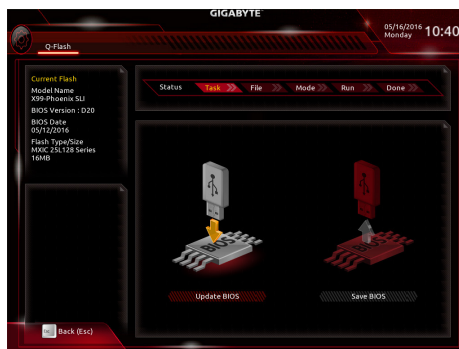 GIGABYTE™
05/16/2016
Monday
10:40
Q-Flash
Current Flash
Model Name
X99-Phoenix SLI
BIOS Version : D20
BIOS Date
05/12/2016
Flash Type/Size
MXIC 25L128 Series
16MB
Status Task File Mode Run Done
BIOS
BIOS
Update BIOS
Save BIOS
Back (Esc)